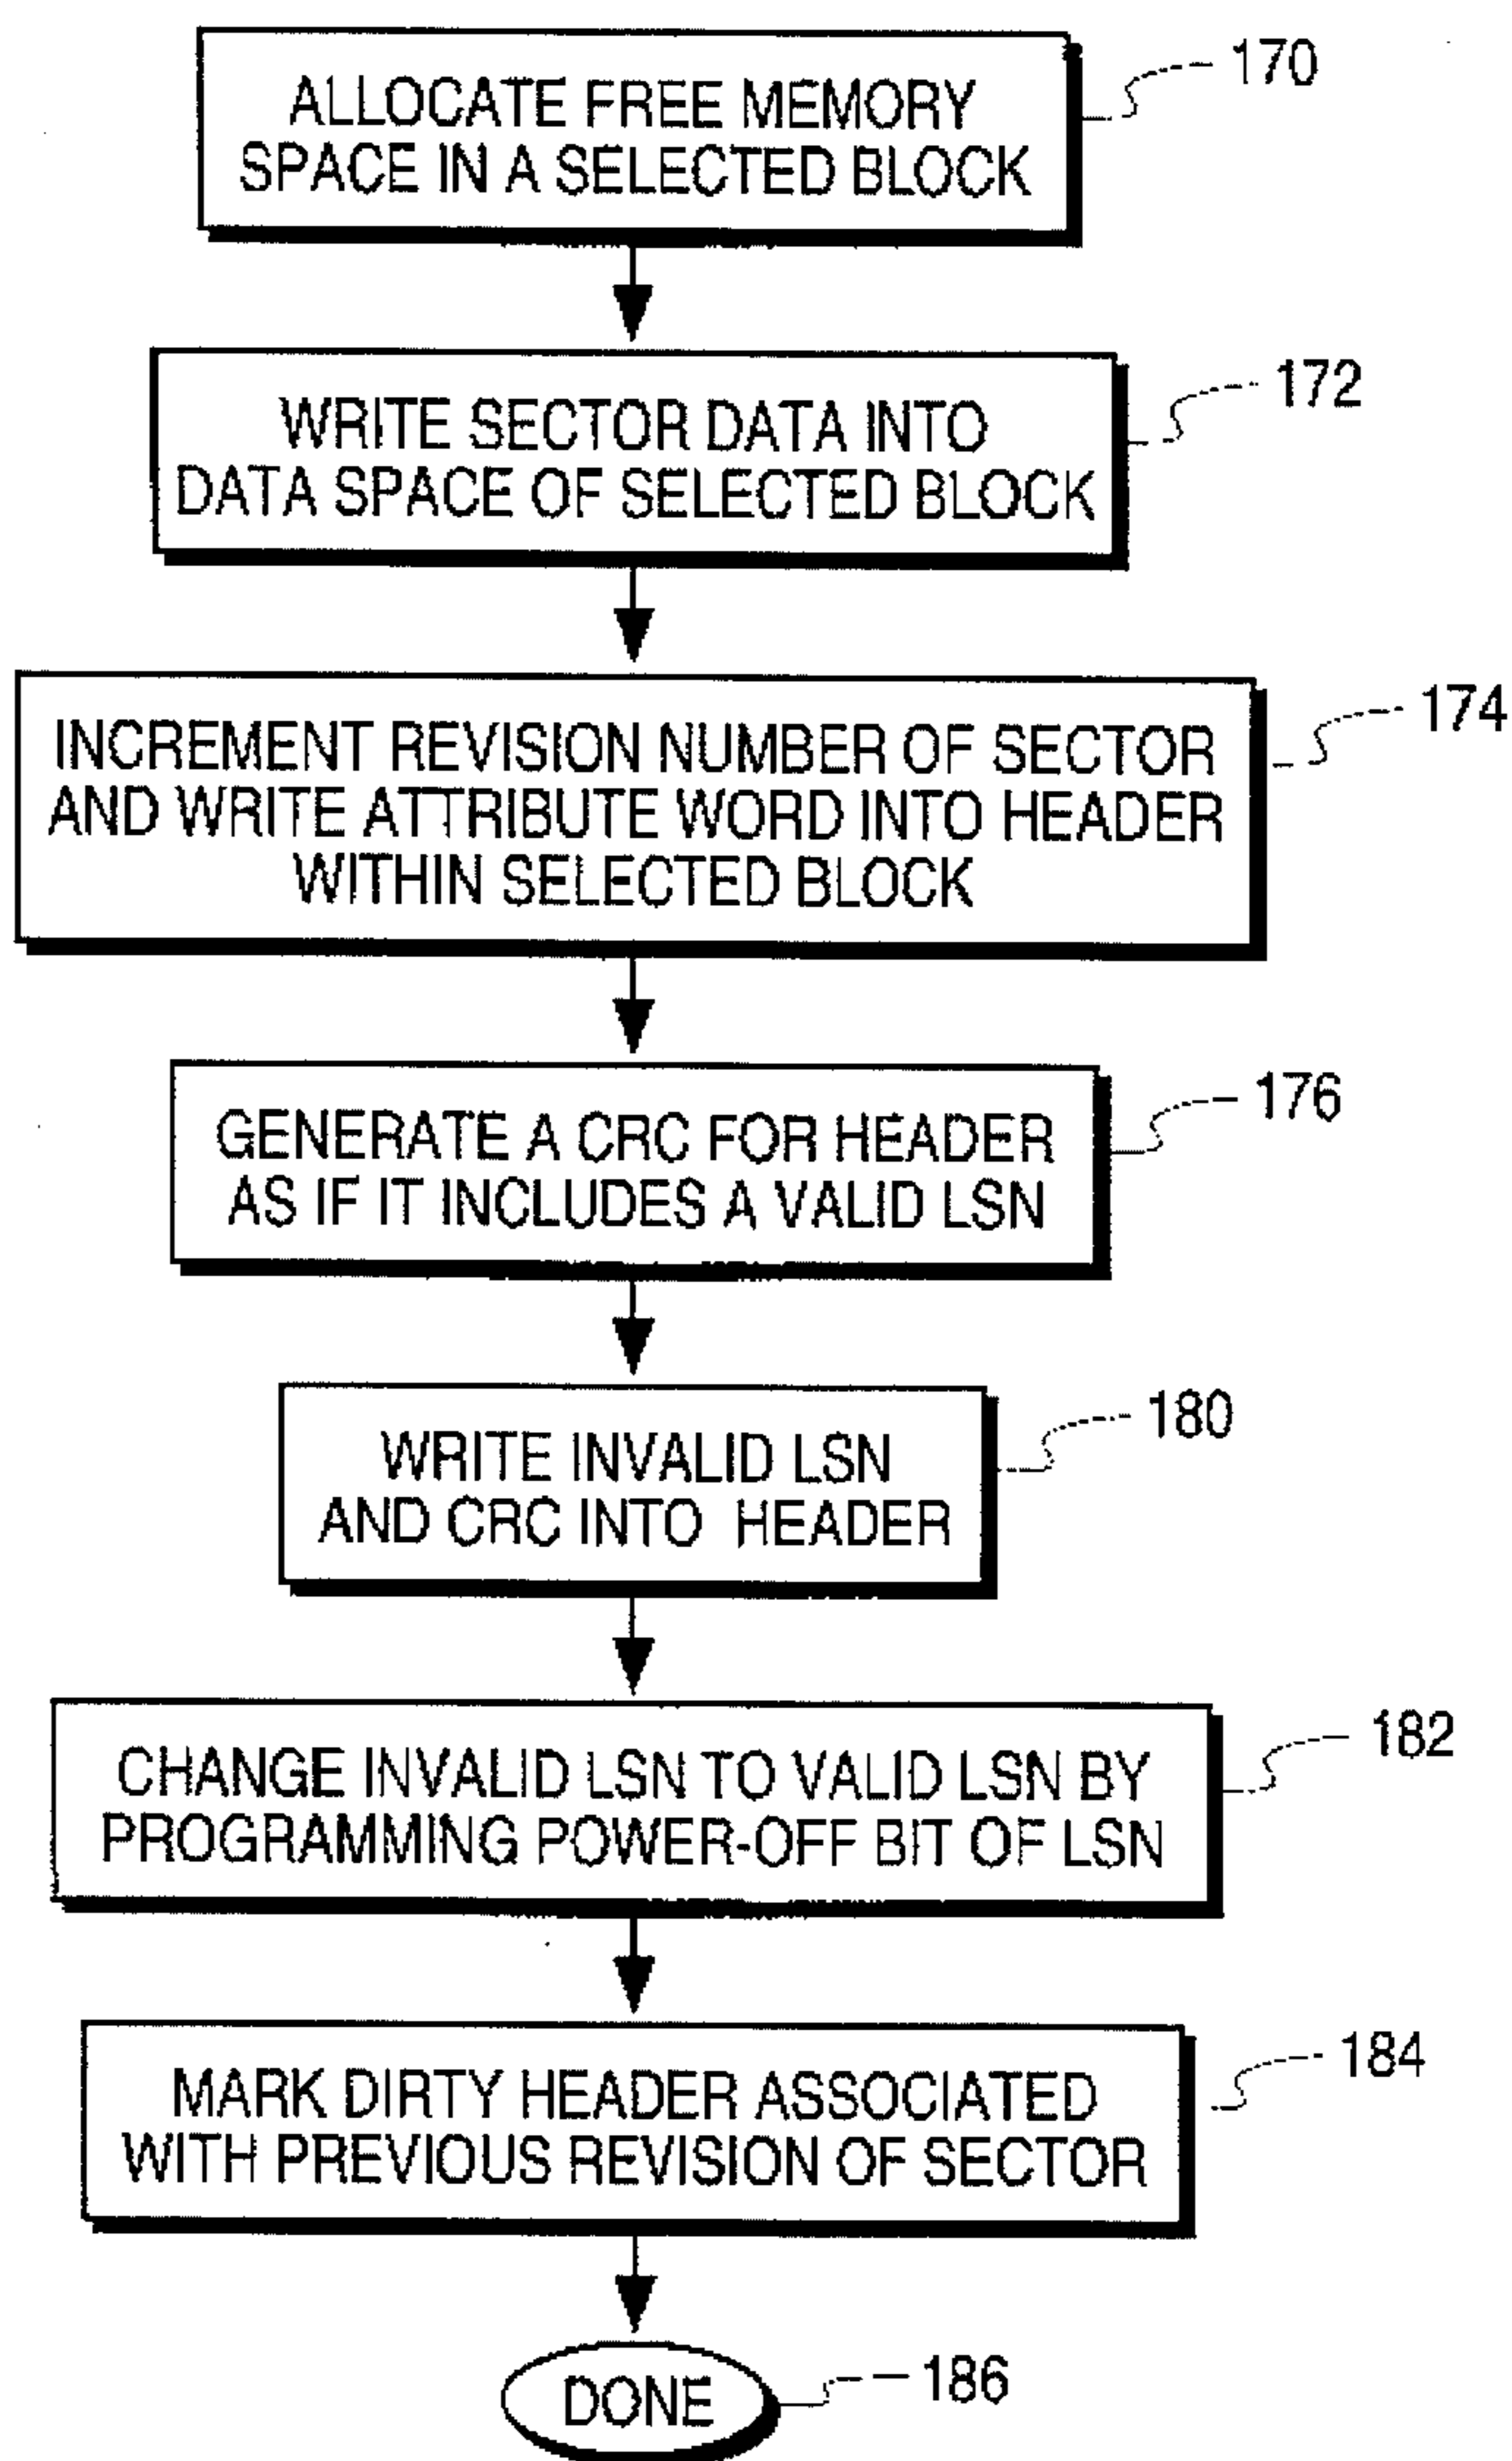 ALLOCATE FREE MEMORY
SPACE IN A SELECTED BLOCK
170
WRITE SECTOR DATA INTO
DATA SPACE OF SELECTED BLOCK
172
INCREMENT REVISION NUMBER OF SECTOR
AND WRITE ATTRIBUTE WORD INTO HEADER
WITHIN SELECTED BLOCK
174
GENERATE A CRC FOR HEADER
AS IF IT INCLUDES A VALID LSN
176
WRITE INVALID LSN
AND CRC INTO HEADER
180
CHANGE INVALID LSN TO VALID LSN BY
PROGRAMMING POWER-OFF BIT OF LSN
182
MARK DIRTY HEADER ASSOCIATED
WITH PREVIOUS REVISION OF SECTOR
184
DONE
186